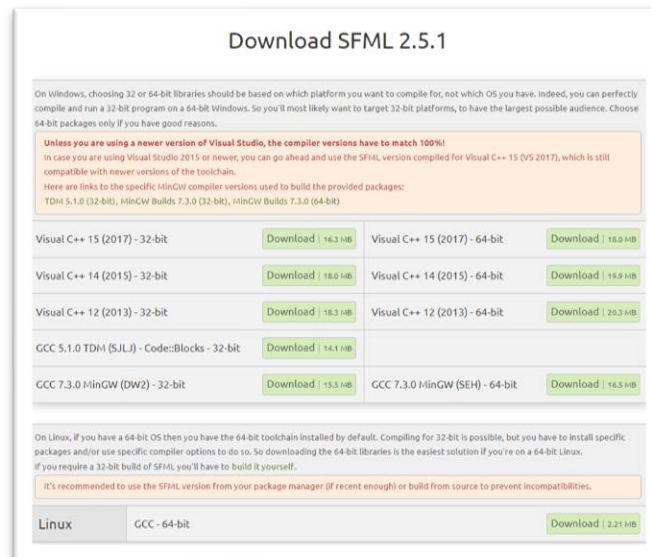 Download SFML 2.5.1
On Windows, choosing 32 or 64-bit libraries should be based on which platform you want to compile for, not which OS you have. Indeed, you can perfectly
compile and run a 32-bit program on a 64-bit Windows. So you'll most likely want to target 32-bit platforms, to have the largest possible audience. Choose
64-bit packages only if you have good reasons.
Unless you are using a newer version of Visual Studio, the compiler versions have to match 100%!
In case you are using Visual Studio 2015 or newer, you can go ahead and use the SFML version compiled for Visual C++ 15 (VS 2017), which is still
compatible with newer versions of the toolchain.
Here are links to the specific MinGW compiler versions used to build the provided packages:
TDM 5.1.0 (32-bit), MinGW Builds 7.3.0 (32-bit), MinGW Builds 7.3.0 (64-bit)
Visual C++ 15 (2017) - 32-bit Download | 16.3 MB Visual C++ 15 (2017) - 64-bit Download | 18.0 MB
Visual C++ 14 (2015) - 32-bit Download | 18.0 MB Visual C++ 14 (2015) - 64-bit Download | 19.9 MB
Visual C++ 12 (2013) - 32-bit Download | 18.3 MB Visual C++ 12 (2013) - 64-bit Download | 20.3 MB
GCC 5.1.0 TDM (SJLJ) - Code::Blocks - 32-bit Download | 14.1 MB
GCC 7.3.0 MinGW (DW2) - 32-bit Download | 15.5 MB GCC 7.3.0 MinGW (SEH) - 64-bit Download | 16.5 MB
On Linux, if you have a 64-bit OS then you have the 64-bit toolchain installed by default. Compiling for 32-bit is possible, but you have to install specific
packages and/or use specific compiler options to do so. So downloading the 64-bit libraries is the easiest solution if you're on a 64-bit Linux.
If you require a 32-bit build of SFML you'll have to build it yourself.
It's recommended to use the SFML version from your package manager (if recent enough) or build from source to prevent incompatibilities.
Linux GCC - 64-bit Download | 2.21 MB